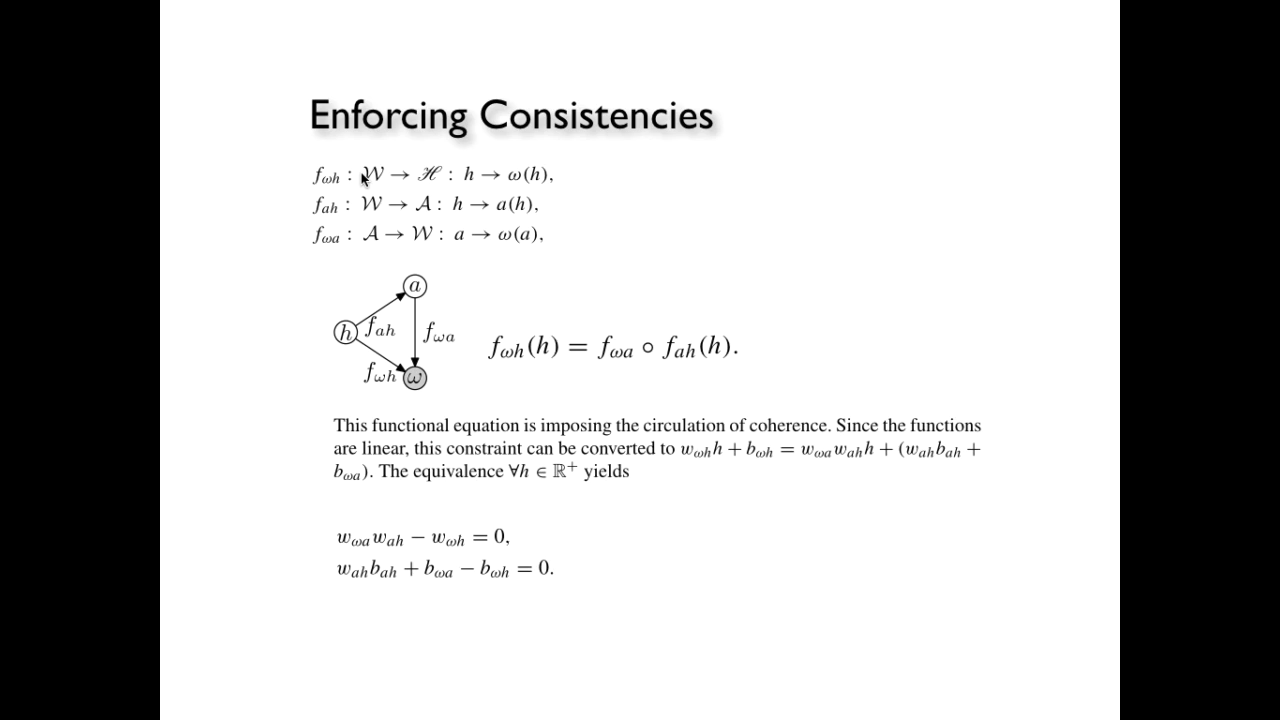 Enforcing Consistencies
f_ωh : 𝒲 → ℋ : h → ω(h),
f_ah : 𝒲 → 𝒜 : h → a(h),
f_ωa : 𝒜 → 𝒲 : a → ω(a),
a
h f_ah f_ωa f_ωh(h) = f_ωa ∘ f_ah(h).
f_ωh ω
This functional equation is imposing the circulation of coherence. Since the functions
are linear, this constraint can be converted to w_ωh h + b_ωh = w_ωa w_ah h + (w_ah b_ah +
b_ωa). The equivalence ∀h ∈ ℝ⁺ yields
w_ωa w_ah − w_ωh = 0,
w_ah b_ah + b_ωa − b_ωh = 0.